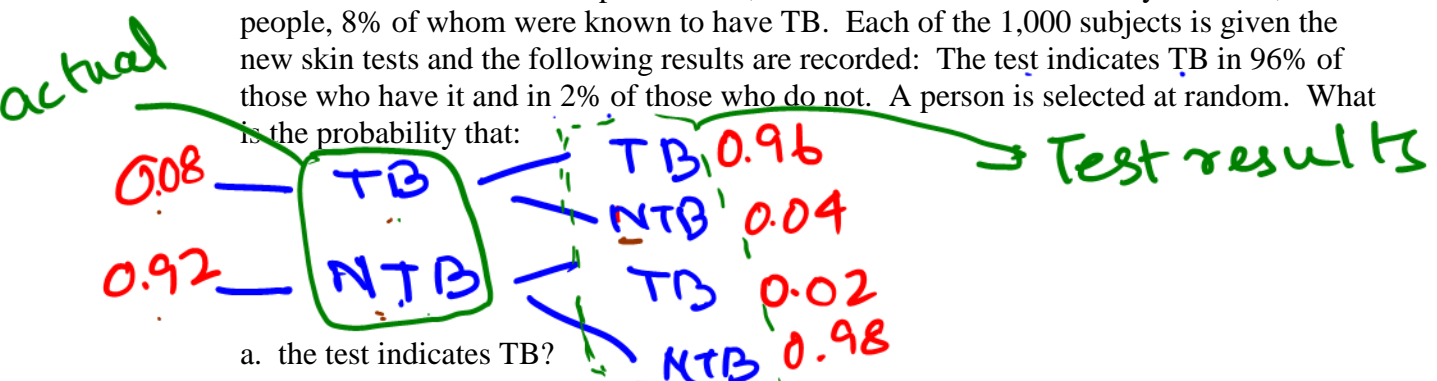 people, 8% of whom were known to have TB. Each of the 1,000 subjects is given the
new skin tests and the following results are recorded: The test indicates TB in 96% of
those who have it and in 2% of those who do not. A person is selected at random. What
is the probability that:
actual
Test results
0.08 TB TB 0.96
NTB 0.04
0.92 NTB TB 0.02
NTB 0.98
a. the test indicates TB?